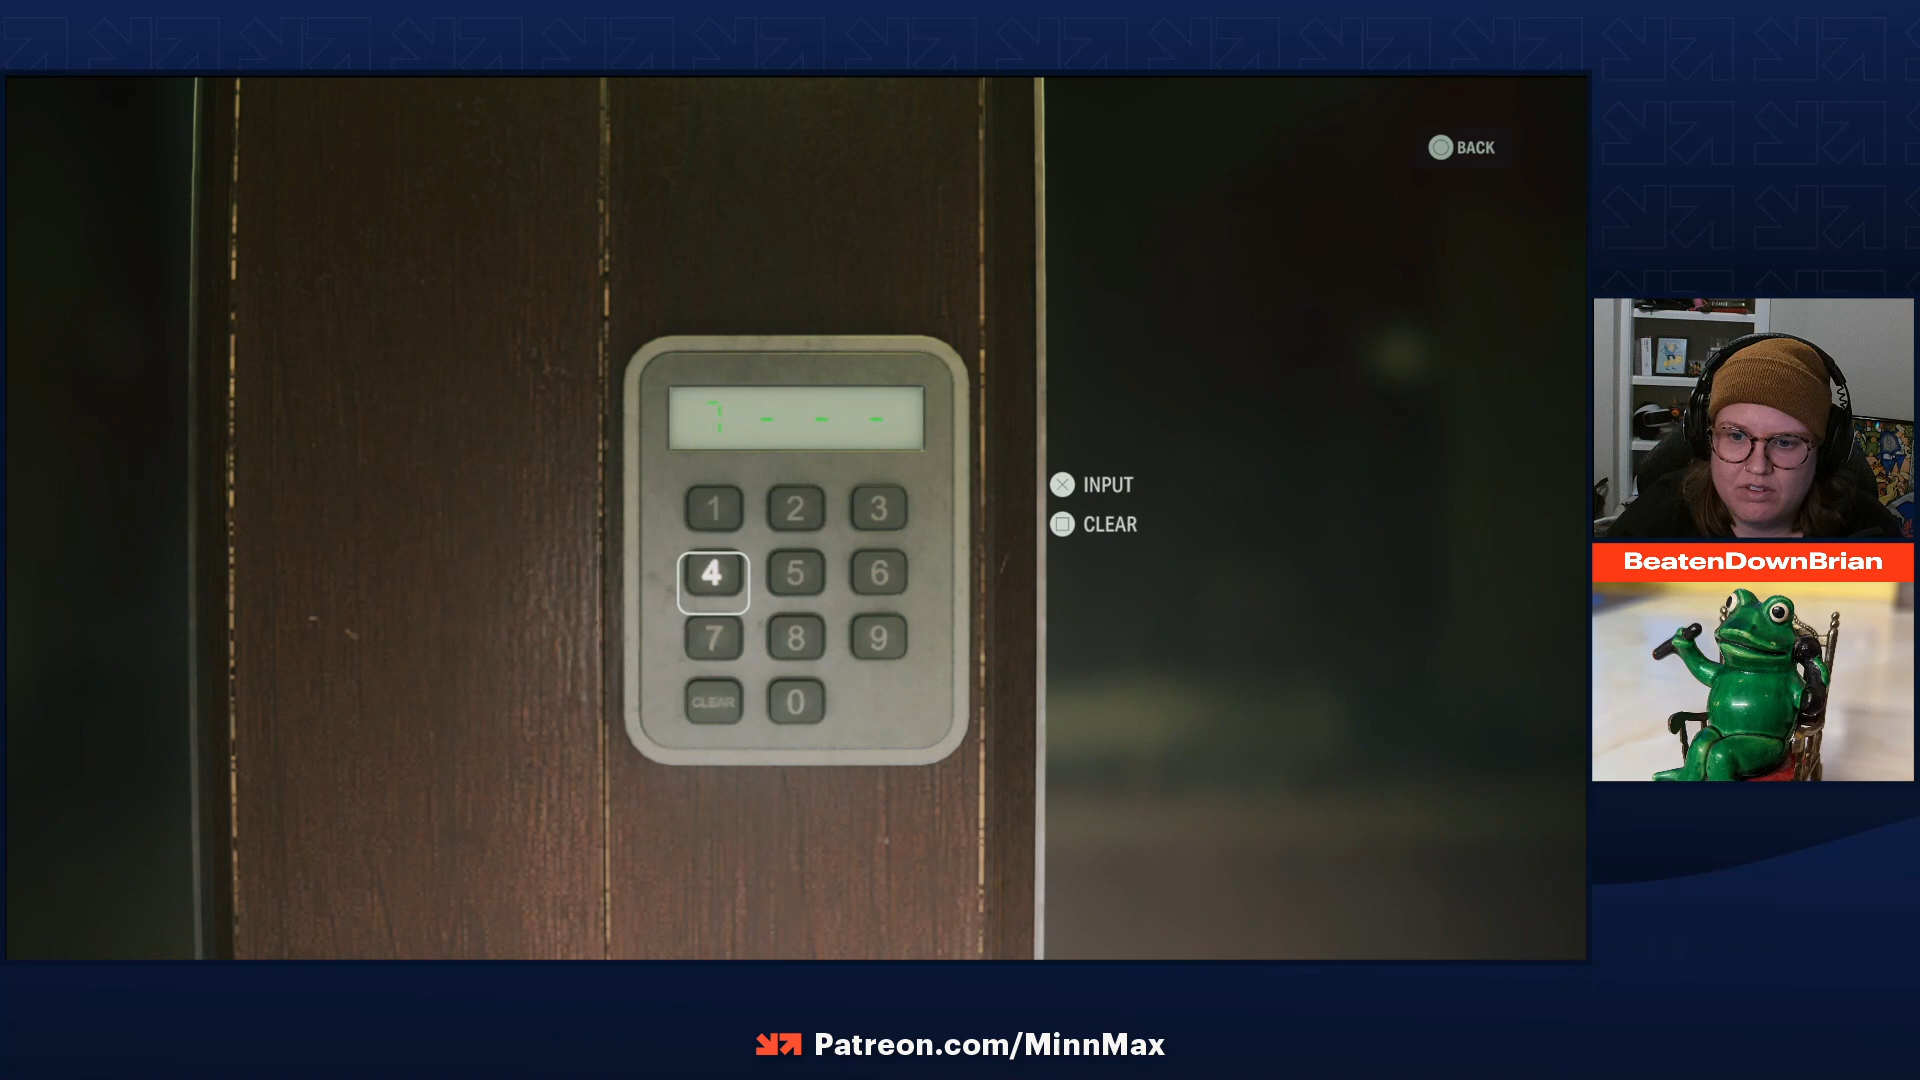 BACK
7 - - -
1 2 3
4 5 6
7 8 9
CLEAR 0
INPUT
CLEAR
BeatenDownBrian
Patreon.com/MinnMax